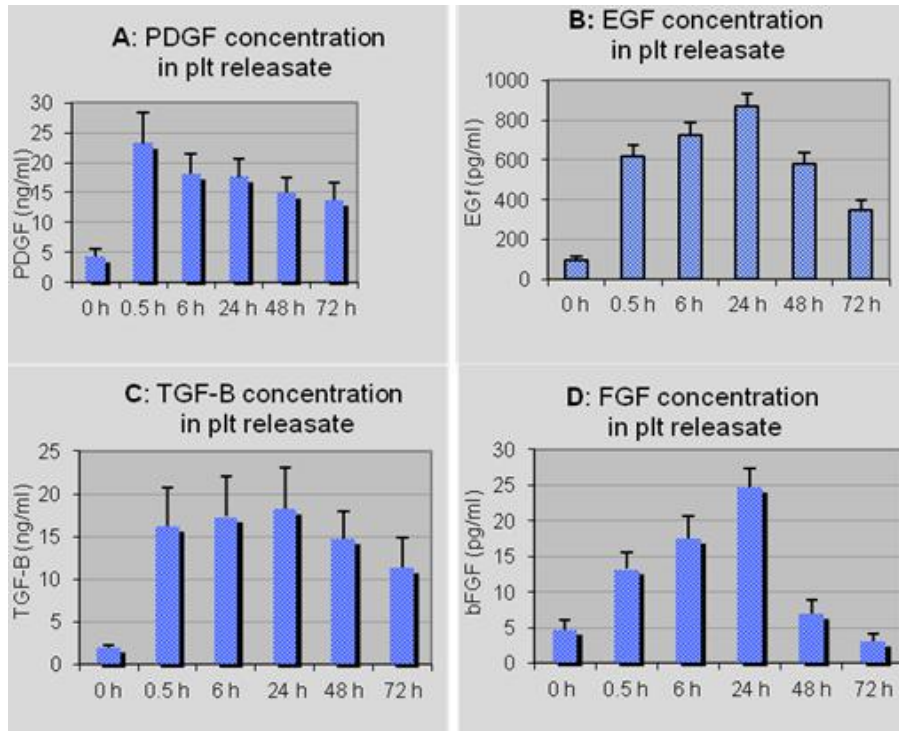 A: PDGF concentration
in plt releasate
PDGF (ng/ml)
30
25
20
15
10
5
0
0 h 0.5 h 6 h 24 h 48 h 72 h
B: EGF concentration
in plt releasate
EGf (pg/ml)
1000
800
600
400
200
0
0 h 0.5 h 6 h 24 h 48 h 72 h
C: TGF-B concentration
in plt releasate
TGF-B (ng/ml)
25
20
15
10
5
0
0 h 0.5 h 6 h 24 h 48 h 72 h
D: FGF concentration
in plt releasate
bFGF (pg/ml)
30
25
20
15
10
5
0
0 h 0.5 h 6 h 24 h 48 h 72 h